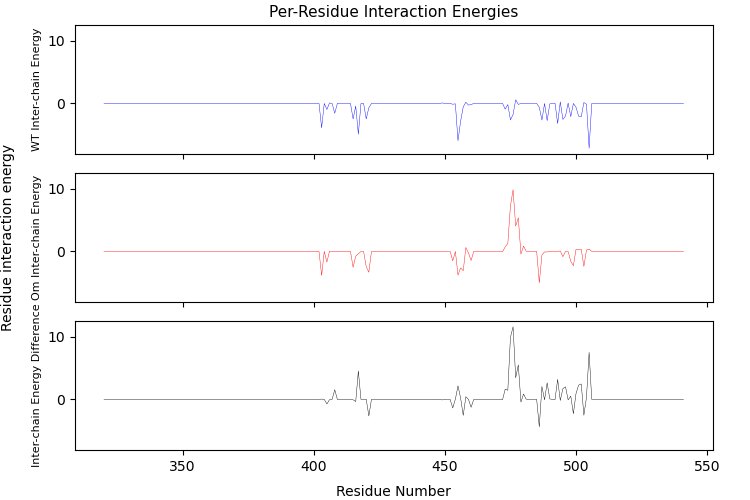 Per-Residue Interaction Energies
WT Inter-chain Energy
10
0
Residue interaction energy
Om Inter-chain Energy
10
0
Inter-chain Energy Difference
10
0
350
400
450
500
550
Residue Number